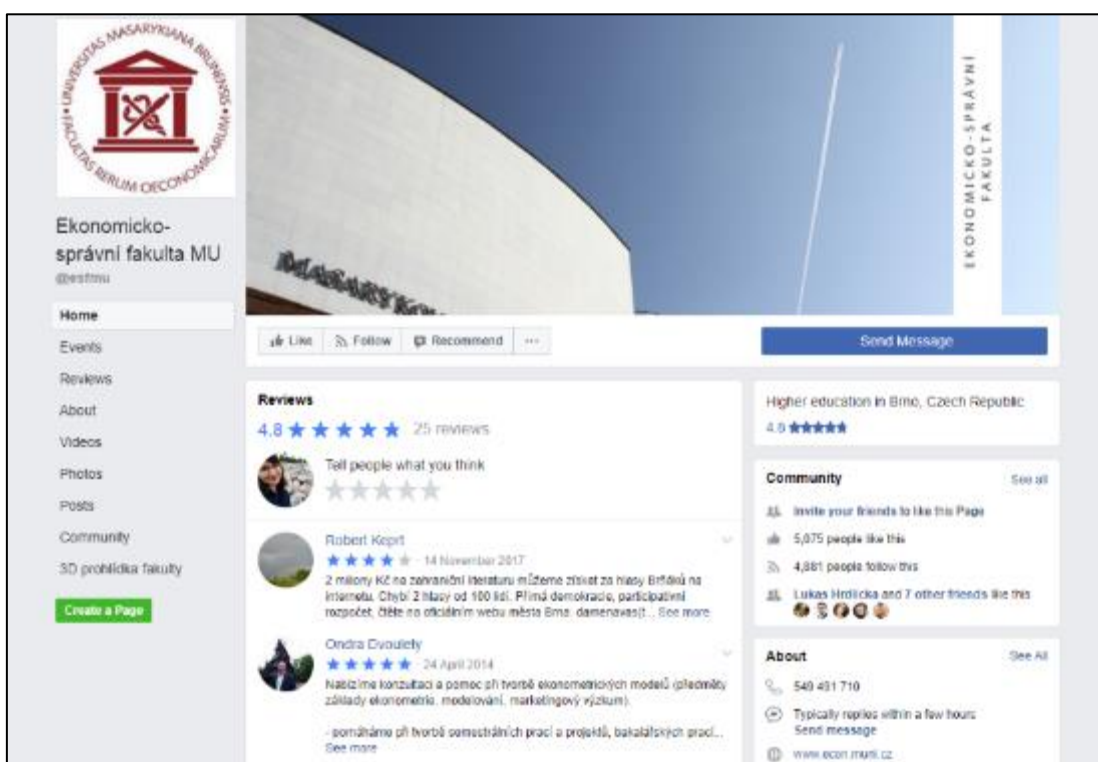 UNIVERSITAS MASARYKIANA BRUNENSIS
FACULTAS RERUM OECONOMICARUM
Ekonomicko-
správní fakulta MU
@esfmu
Home
Events
Reviews
About
Videos
Photos
Posts
Community
3D prohlídka fakulty
Create a Page
EKONOMICKO-SPRÁVNÍ
FAKULTA
Like Follow Recommend ...
Send Message
Reviews
4.8 25 reviews
Tell people what you think
Robert Keprt
14 November 2017
2 miliony Kč na zahraniční literaturu můžeme získat za hlasy Brňáků na
internetu. Chybí 2 hlasy od 100 lidí. Přímá demokracie, participativní
rozpočet, čtěte na oficiálním webu města Brna: damenavas(t... See more
Ondra Dvouletý
24 April 2014
Nabízíme konzultaci a pomoc při tvorbě ekonometrických modelů (předměty
základy ekonometrie, modelování, marketingový výzkum).
- pomáháme při tvorbě semestrálních prací a projektů, bakalářských prací...
See more
Higher education in Brno, Czech Republic
4.8
Community See all
Invite your friends to like this Page
5,075 people like this
4,881 people follow this
Lukas Hrdlicka and 7 other friends like this
About See All
549 491 710
Typically replies within a few hours
Send message
www.econ.muni.cz